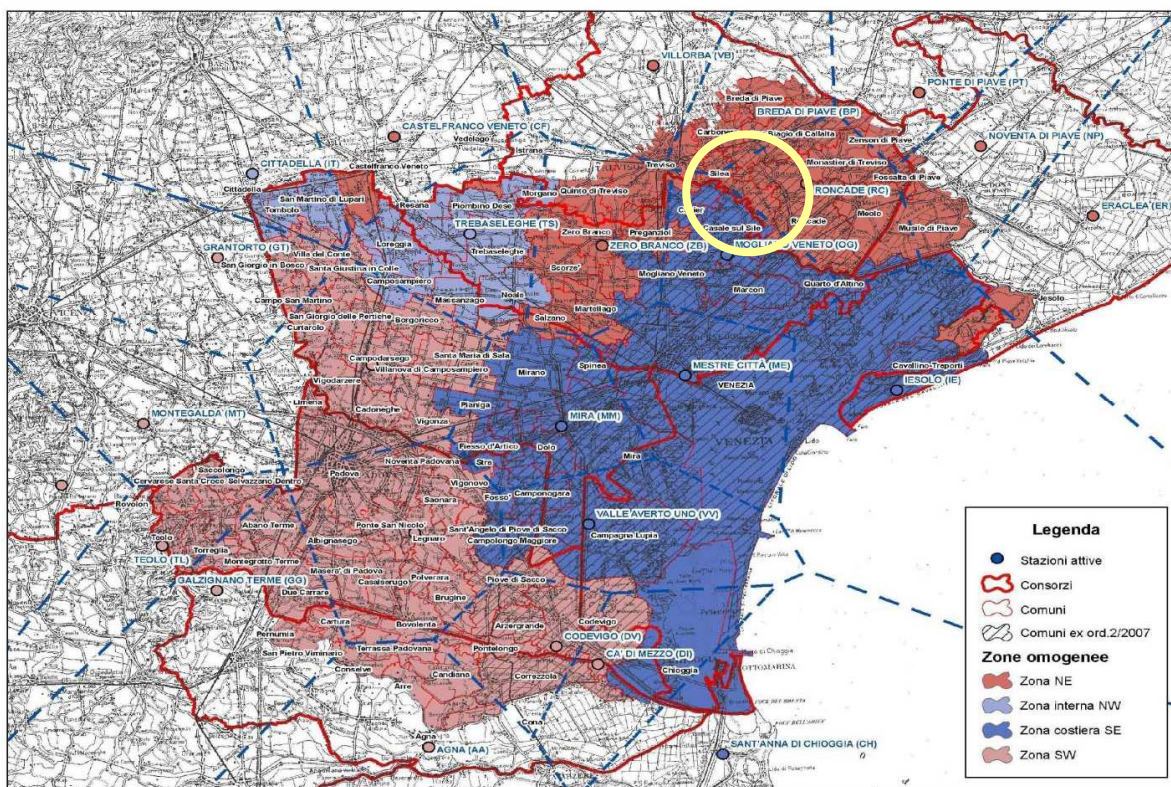 VILLORBA (VB)
PONTE DI PIAVE (PT)
Breda di Piave
BREDA DI PIAVE (BP)
CASTELFRANCO VENETO (CF)
Vedelago
Istrana
Zenson di Piave
NOVENTA DI PIAVE (NP)
CITTADELLA (IT)
Castelfranco Veneto
Treviso
Silea
Monastier di Treviso
Fossalta di Piave
Cittadella
San Martino di Lupari
Resana
Piombino Dese
Morgano
Quinto di Treviso
RONCADE (RC)
Tombolo
Roncade
Meolo
ERACLEA (ER)
GRANTORTO (GT)
Villa del Conte
Loreggia
TREBASELEGHE (TS)
Trebaseleghe
Zero Branco
Preganziol
Casale sul Sile
Musile di Piave
ZERO BRANCO (ZB)
MOGLIANO VENETO (OG)
San Giorgio in Bosco
Santa Giustina in Colle
Camposampiero
Scorze'
Mogliano Veneto
Marcon
Quarto d'Altino
Campo San Martino
Massanzago
Noale
Jesolo
San Giorgio delle Pertiche
Borgoricco
Salzano
Martellago
Curtarolo
Campodarsego
Santa Maria di Sala
Villanova di Camposampiero
Mirano
Spinea
MESTRE CITTÀ (ME)
VENEZIA
Cavallino-Treporti
IESOLO (IE)
Vigodarzere
Limena
Cadoneghe
Pianiga
MONTEGALDA (MT)
Vigonza
MIRA (MM)
VENEZIA
Lido
Fiesso d'Artico
Dolo
Mira
Noventa Padovana
Stra
Saccolongo
Cervarese Santa Croce
Selvazzano Dentro
Padova
Vigonovo
Fosso'
Camponogara
Rovolon
Saonara
Abano Terme
Ponte San Nicolo'
Sant'Angelo di Piove di Sacco
VALLE AVERTO UNO (VV)
Campagna Lupia
Teolo
Torreglia
Albignasego
Legnaro
Campolongo Maggiore
TEOLO (TL)
Montegrotto Terme
Masera' di Padova
Polverara
Casalserugo
Piove di Sacco
GALZIGNANO TERME (GG)
Due Carrare
Brugine
Cartura
Bovolenta
Arzergrande
Codevigo
Pernumia
CODEVIGO (DV)
San Pietro Viminario
Terrassa Padovana
Pontelongo
CA' DI MEZZO (DI)
Conselve
Candiana
Correzzola
Chioggia
OTTOMARINA
Arre
Agna
Cona
AGNA (AA)
SANT'ANNA DI CHIOGGIA (CH)
Legenda
Stazioni attive
Consorzi
Comuni
Comuni ex ord.2/2007
Zone omogenee
Zona NE
Zona interna NW
Zona costiera SE
Zona SW